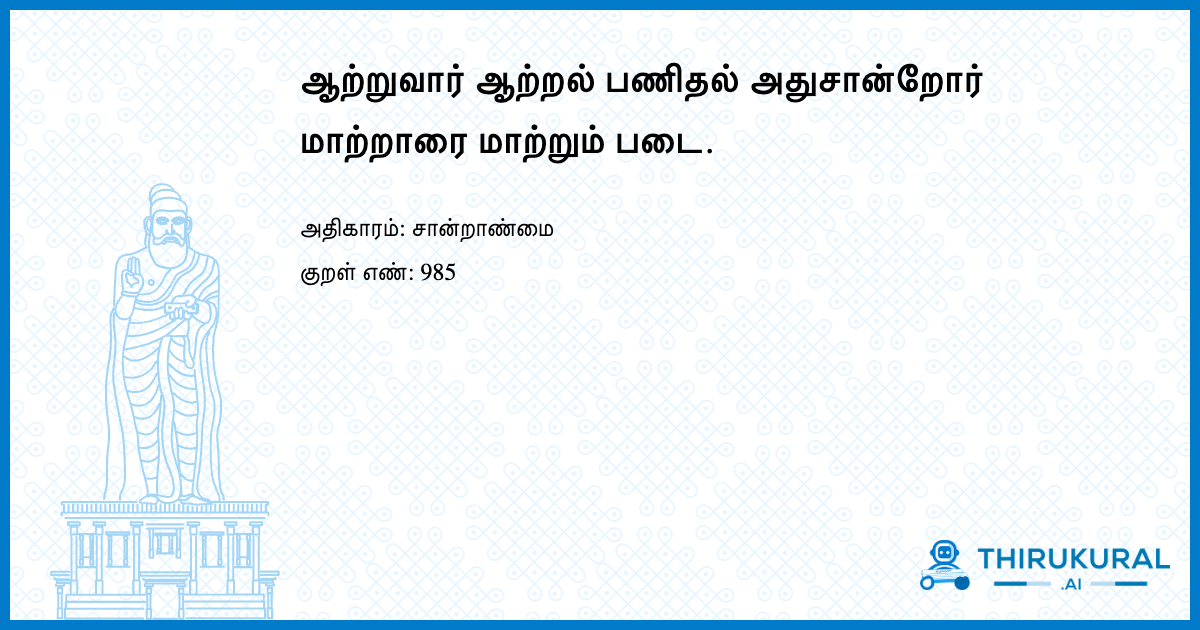 ஆற்றுவார் ஆற்றல் பணிதல் அதுசான்றோர்
மாற்றாரை மாற்றும் படை.
அதிகாரம்: சான்றாண்மை
குறள் எண்: 985
THIRUKURAL
.AI